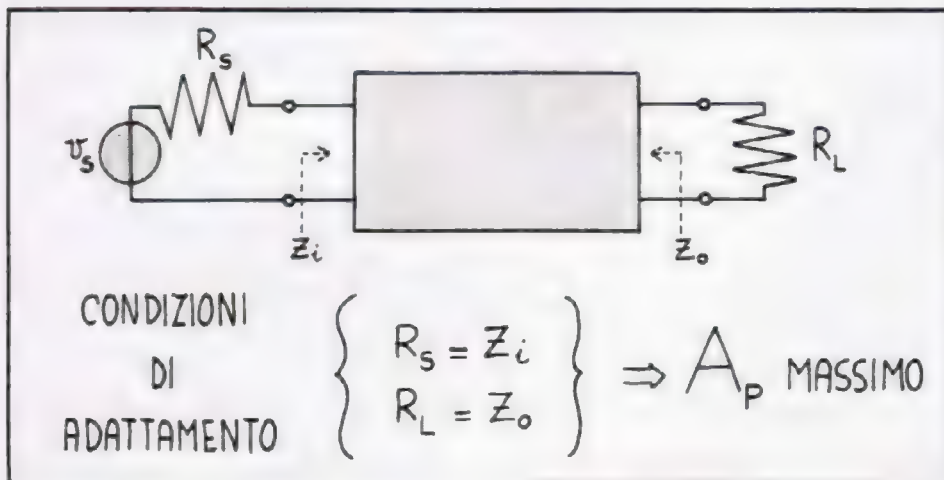 R_s
v_s
R_L
Z_i
Z_o
CONDIZIONI
DI
ADATTAMENTO
R_S = Z_i
R_L = Z_o
⇒ A_P MASSIMO